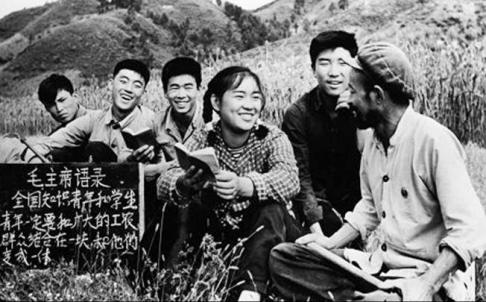 毛主席语录
全国知识青年和学生
青年一定要和广大的工农
群众结合在一块,和他们
变成一体